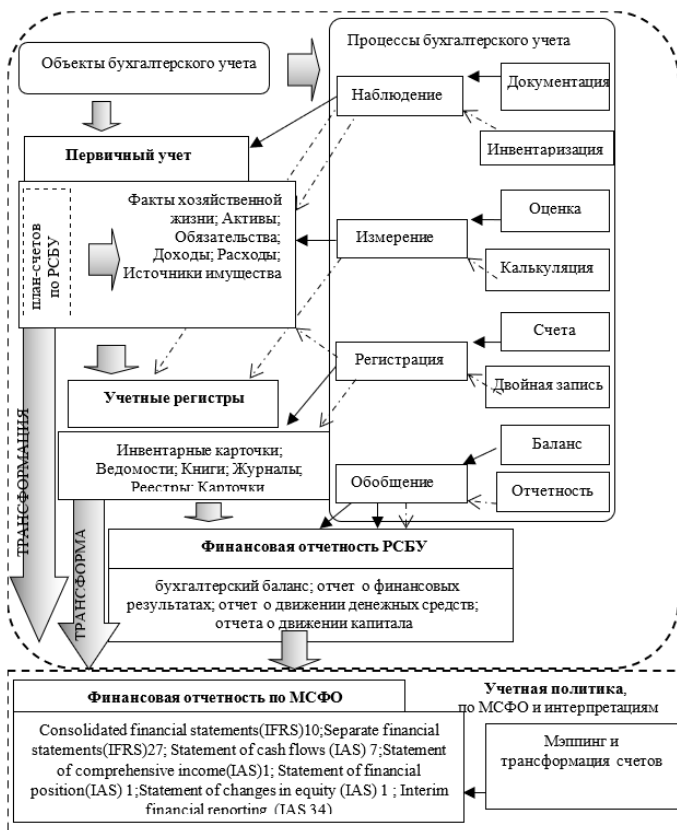 Объекты бухгалтерского учета
Процессы бухгалтерского учета
Наблюдение
Документация
Инвентаризация
Первичный учет
план-счетов
по РСБУ
Факты хозяйственной
жизни; Активы;
Обязательства;
Доходы; Расходы;
Источники имущества
Измерение
Оценка
Калькуляция
Регистрация
Счета
Двойная запись
Учетные регистры
Инвентарные карточки;
Ведомости; Книги; Журналы;
Реестры; Карточки
Обобщение
Баланс
Отчетность
ТРАНСФОРМАЦИЯ
ТРАНСФОРМА
Финансовая отчетность РСБУ
бухгалтерский баланс; отчет о финансовых
результатах; отчет о движении денежных средств;
отчета о движении капитала
Финансовая отчетность по МСФО
Consolidated financial statements(IFRS)10;Separate
financial statements(IFRS)27; Statement of cash flows (IAS) 7;Statement
of comprehensive income(IAS)1; Statement of financial
position(IAS) 1;Statement of changes in equity (IAS) 1 ; Interim
financial reporting (IAS 34)
Учетная политика,
по МСФО и интерпретациям
Мэппинг и
трансформация счетов